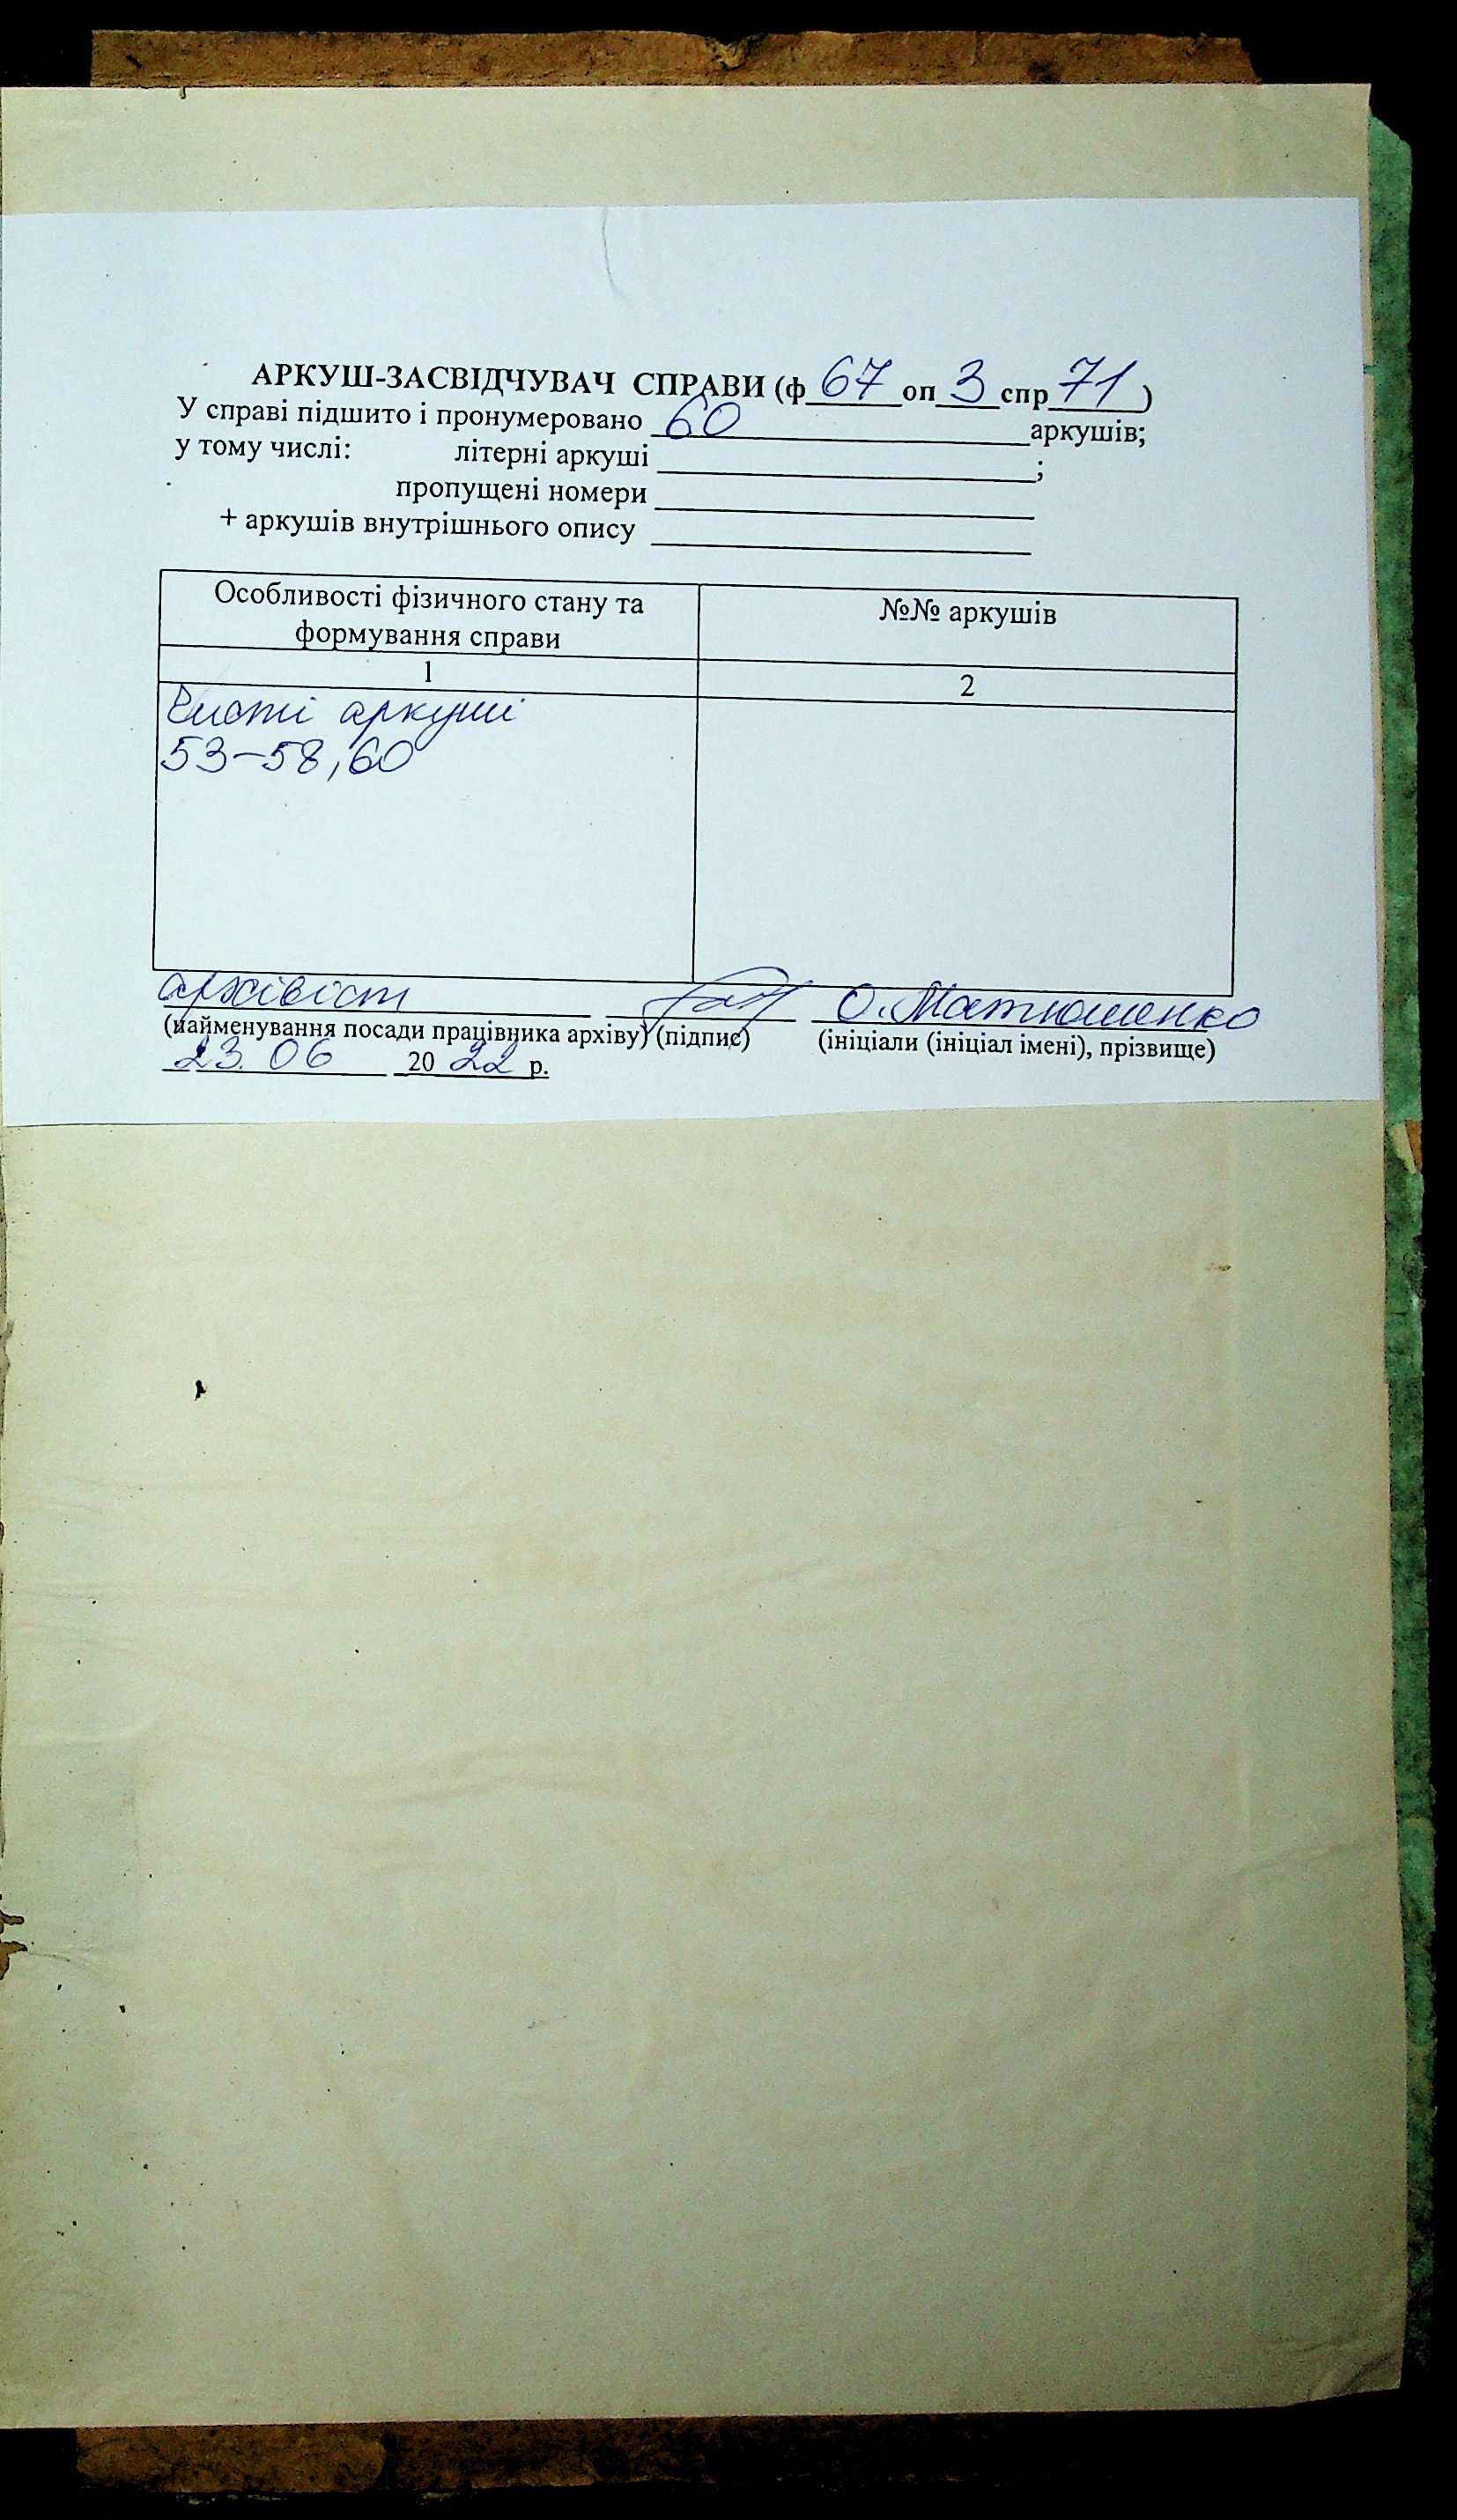 АРКУШ-ЗАСВІДЧУВАЧ СПРАВИ (ф 67 оп 3 спр 71 )
У справі підшито і пронумеровано 60 аркушів;
у тому числі: літерні аркуші ;
пропущені номери
+ аркушів внутрішнього опису
Особливості фізичного стану та
формування справи
№№ аркушів
1
2
Чисті аркуші
53-58,60
архівіст О. Матюшенко
(найменування посади працівника архіву) (підпис) (ініціали (ініціал імені), прізвище)
23. 06 20 22 р.